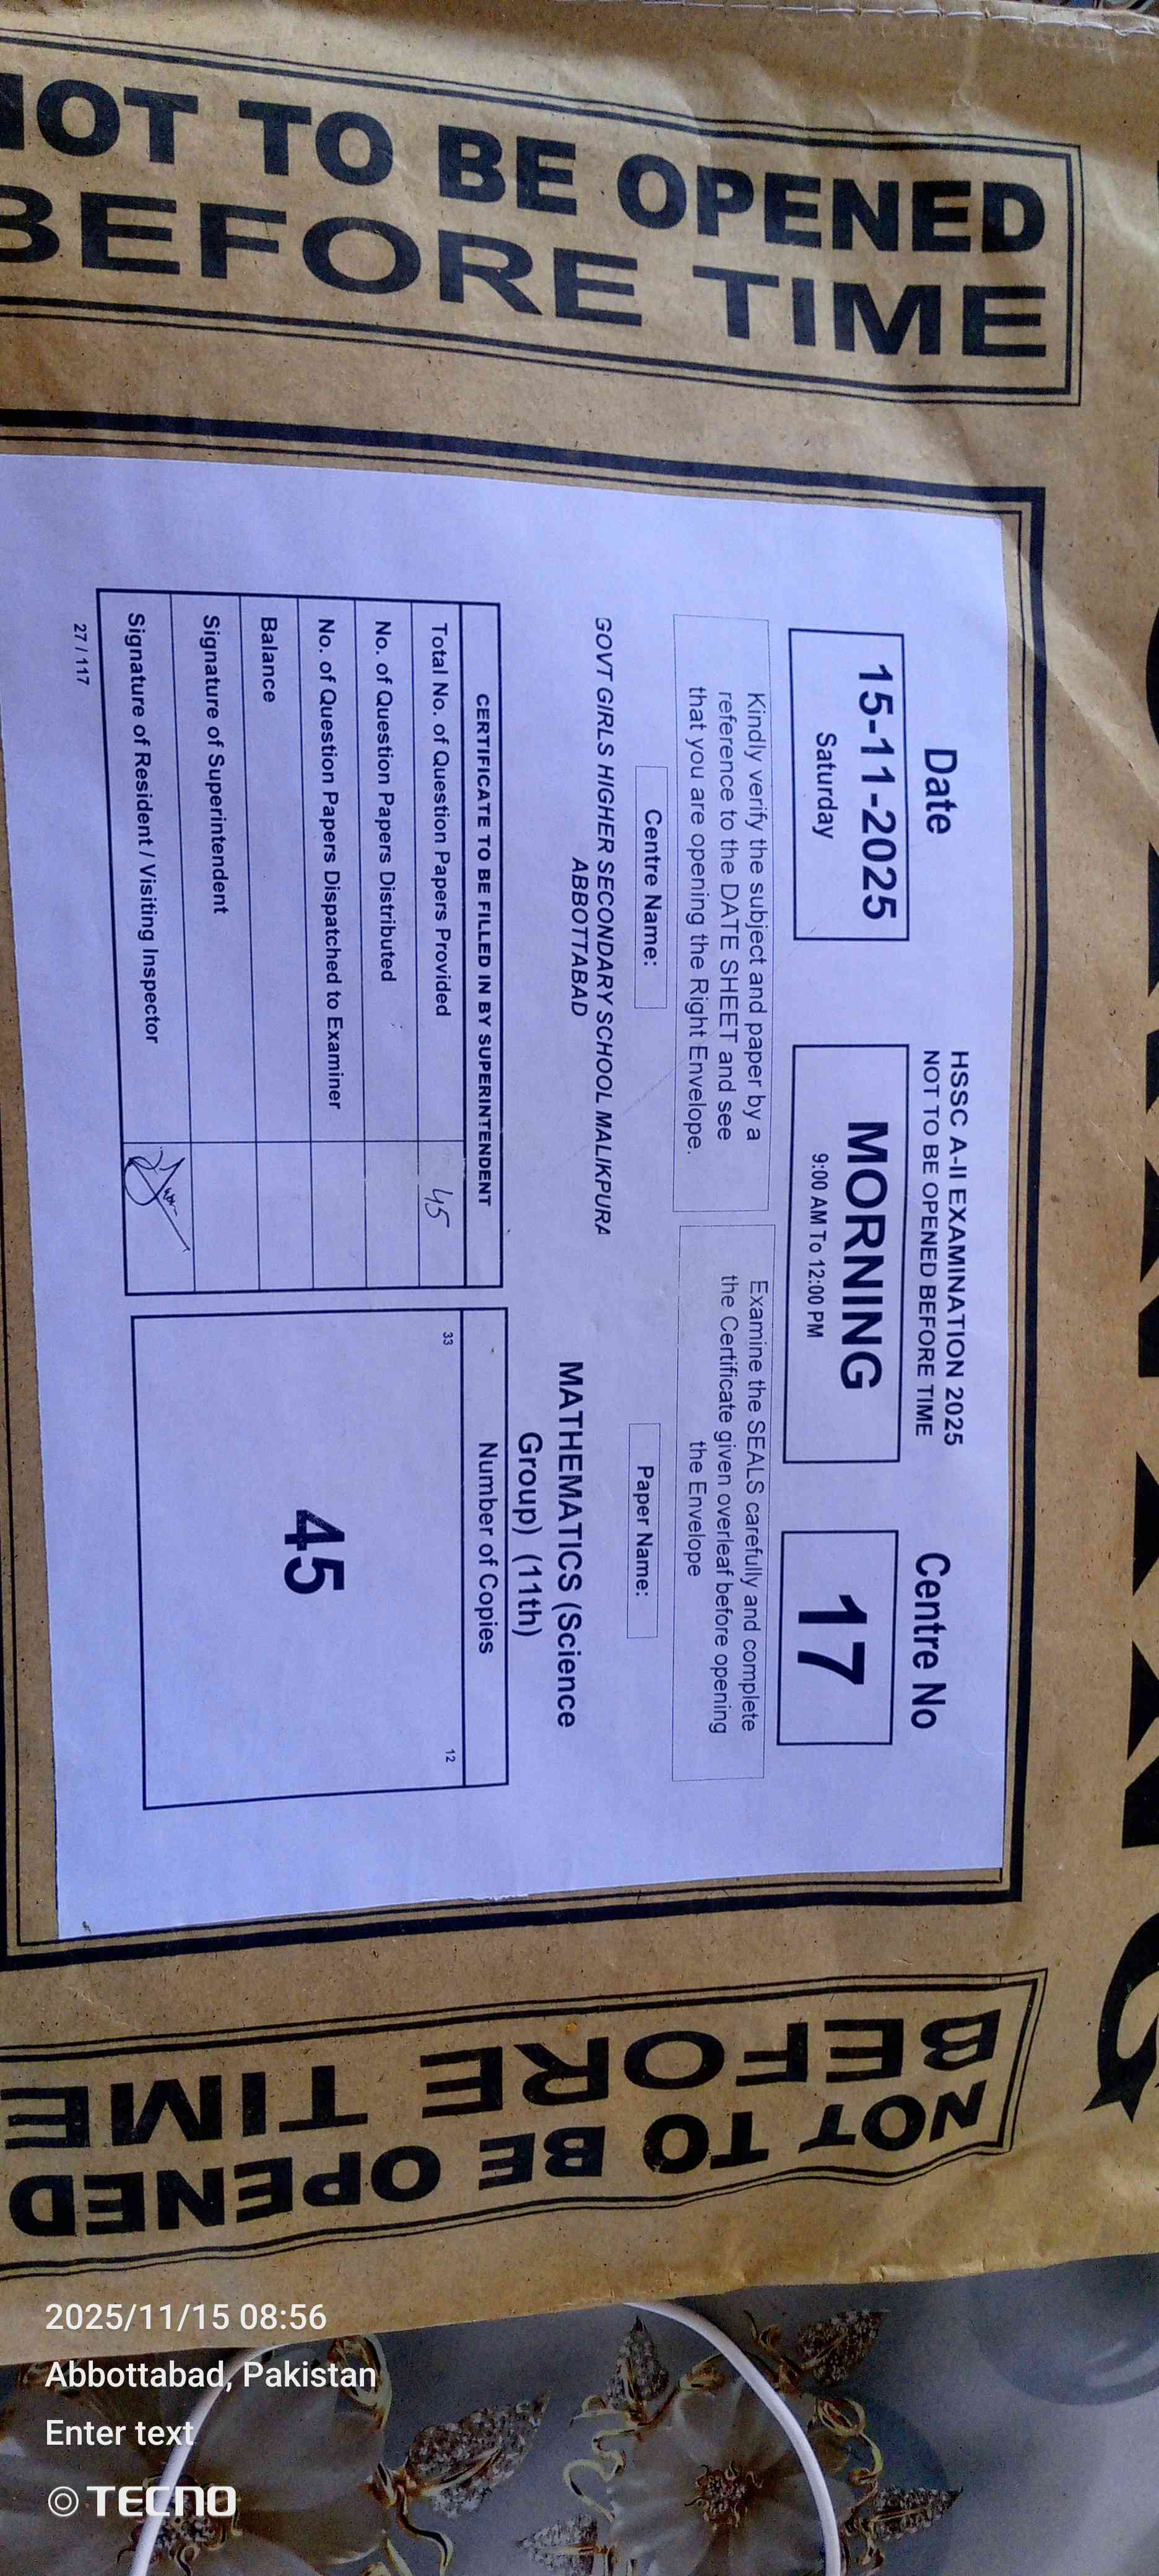 NOT TO BE OPENED
BEFORE TIME
HSSC A-II EXAMINATION 2025
NOT TO BE OPENED BEFORE TIME
Date
15-11-2025
Saturday
MORNING
9:00 AM To 12:00 PM
Centre No
17
Kindly verify the subject and paper by a
reference to the DATE SHEET and see
that you are opening the Right Envelope.
Examine the SEALS carefully and complete
the Certificate given overleaf before opening
the Envelope
Centre Name:
GOVT GIRLS HIGHER SECONDARY SCHOOL MALIKPURA
ABBOTTABAD
Paper Name:
MATHEMATICS (Science
Group) (11th)
CERTIFICATE TO BE FILLED IN BY SUPERINTENDENT
Total No. of Question Papers Provided 45
No. of Question Papers Distributed
No. of Question Papers Dispatched to Examiner
Balance
Signature of Superintendent
Signature of Resident / Visiting Inspector
Number of Copies
33 12
45
27 / 117
NOT TO BE OPENED
BEFORE TIME
2025/11/15 08:56
Abbottabad, Pakistan
Enter text
TECNO